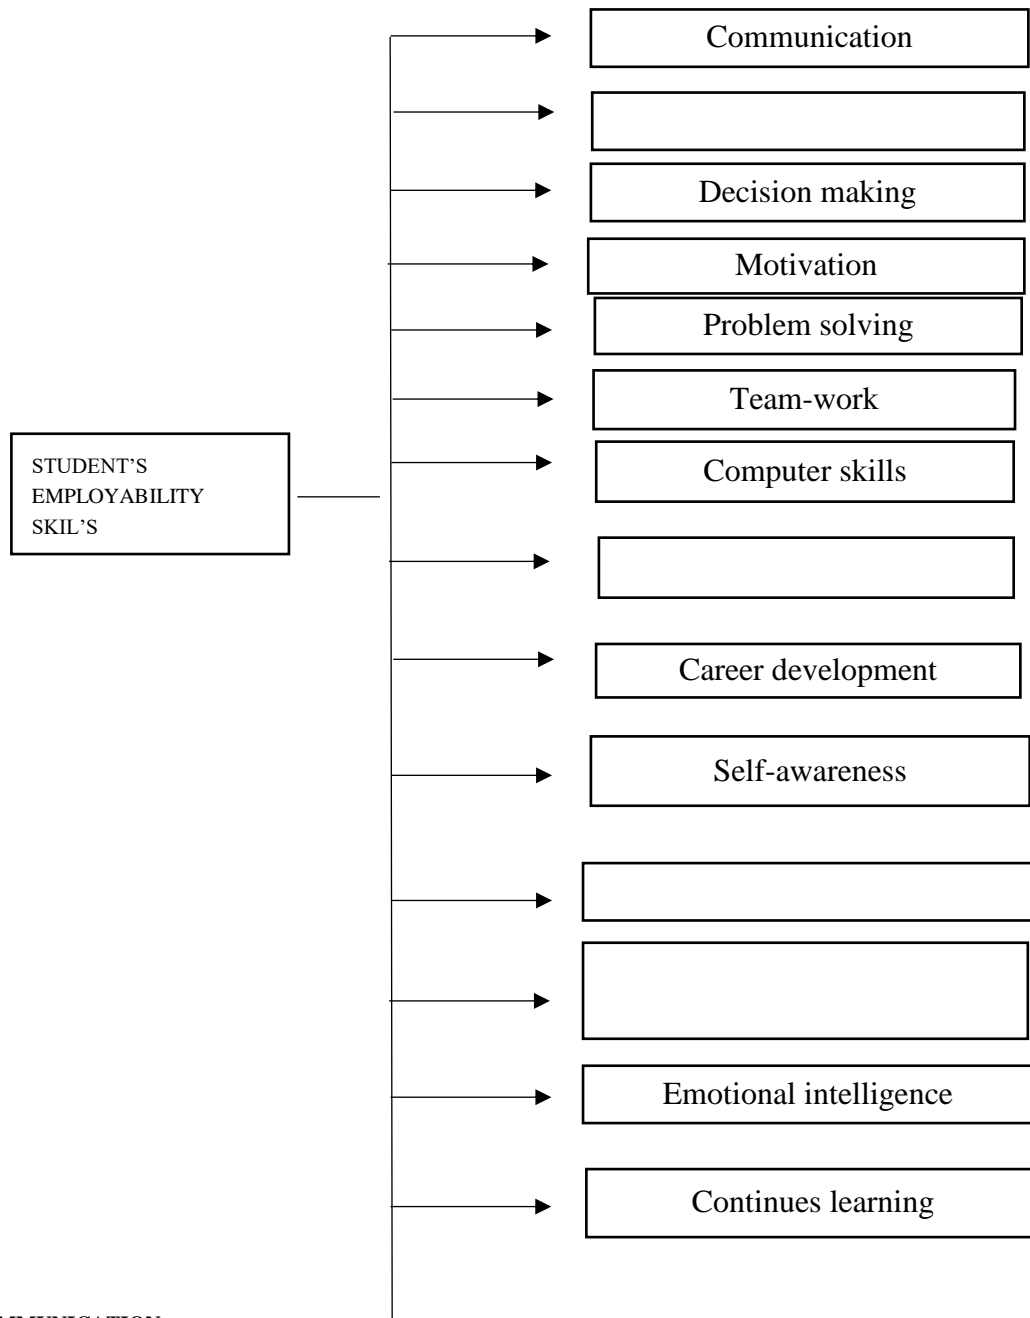 Communication
Decision making
Motivation
Problem solving
Team-work
STUDENT’S
EMPLOYABILITY
SKIL’S
Computer skills
Career development
Self-awareness
Emotional intelligence
Continues learning